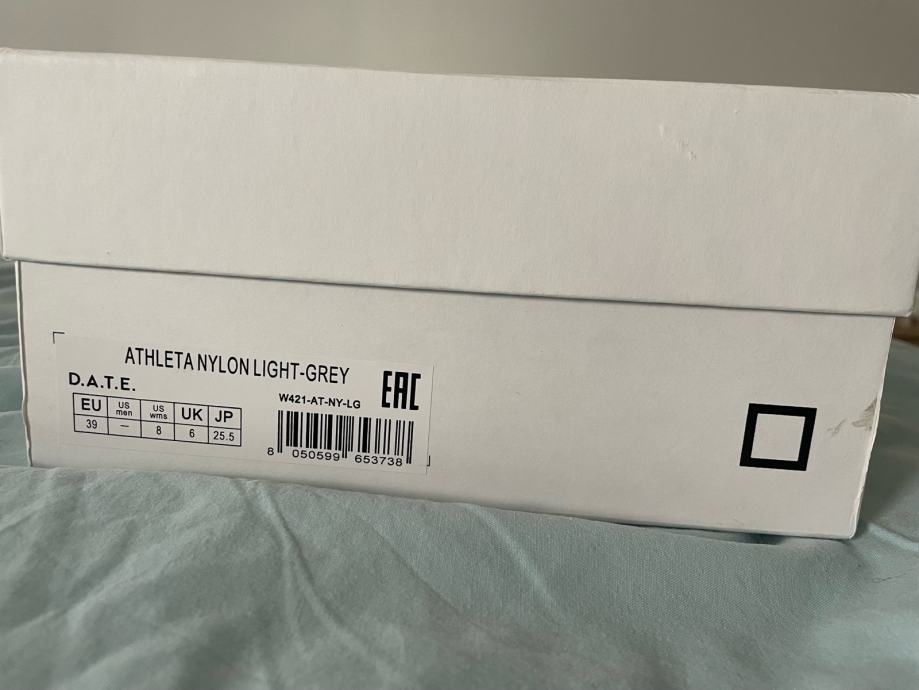 ATHLETA NYLON LIGHT-GREY
D.A.T.E.
EAC
W421-AT-NY-LG
EU US men US wms UK JP
39 — 8 6 25.5
8 050599 653738